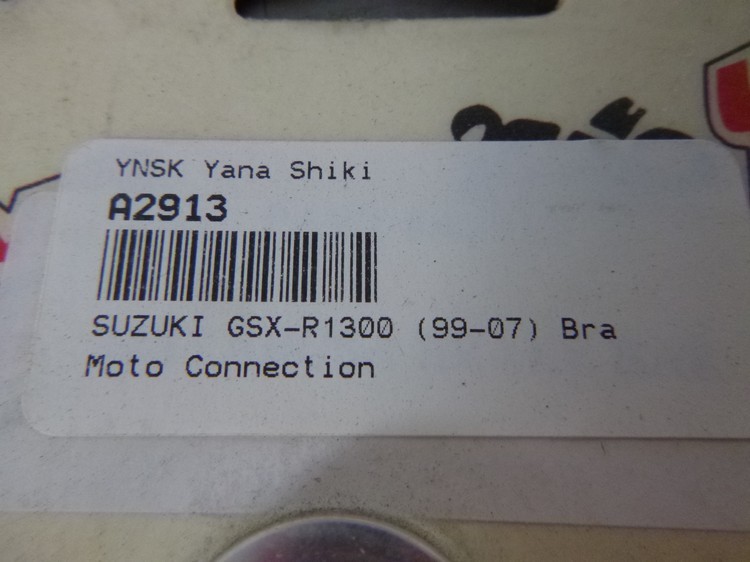 YNSK Yana Shiki
A2913
SUZUKI GSX-R1300 (99-07) Bra
Moto Connection